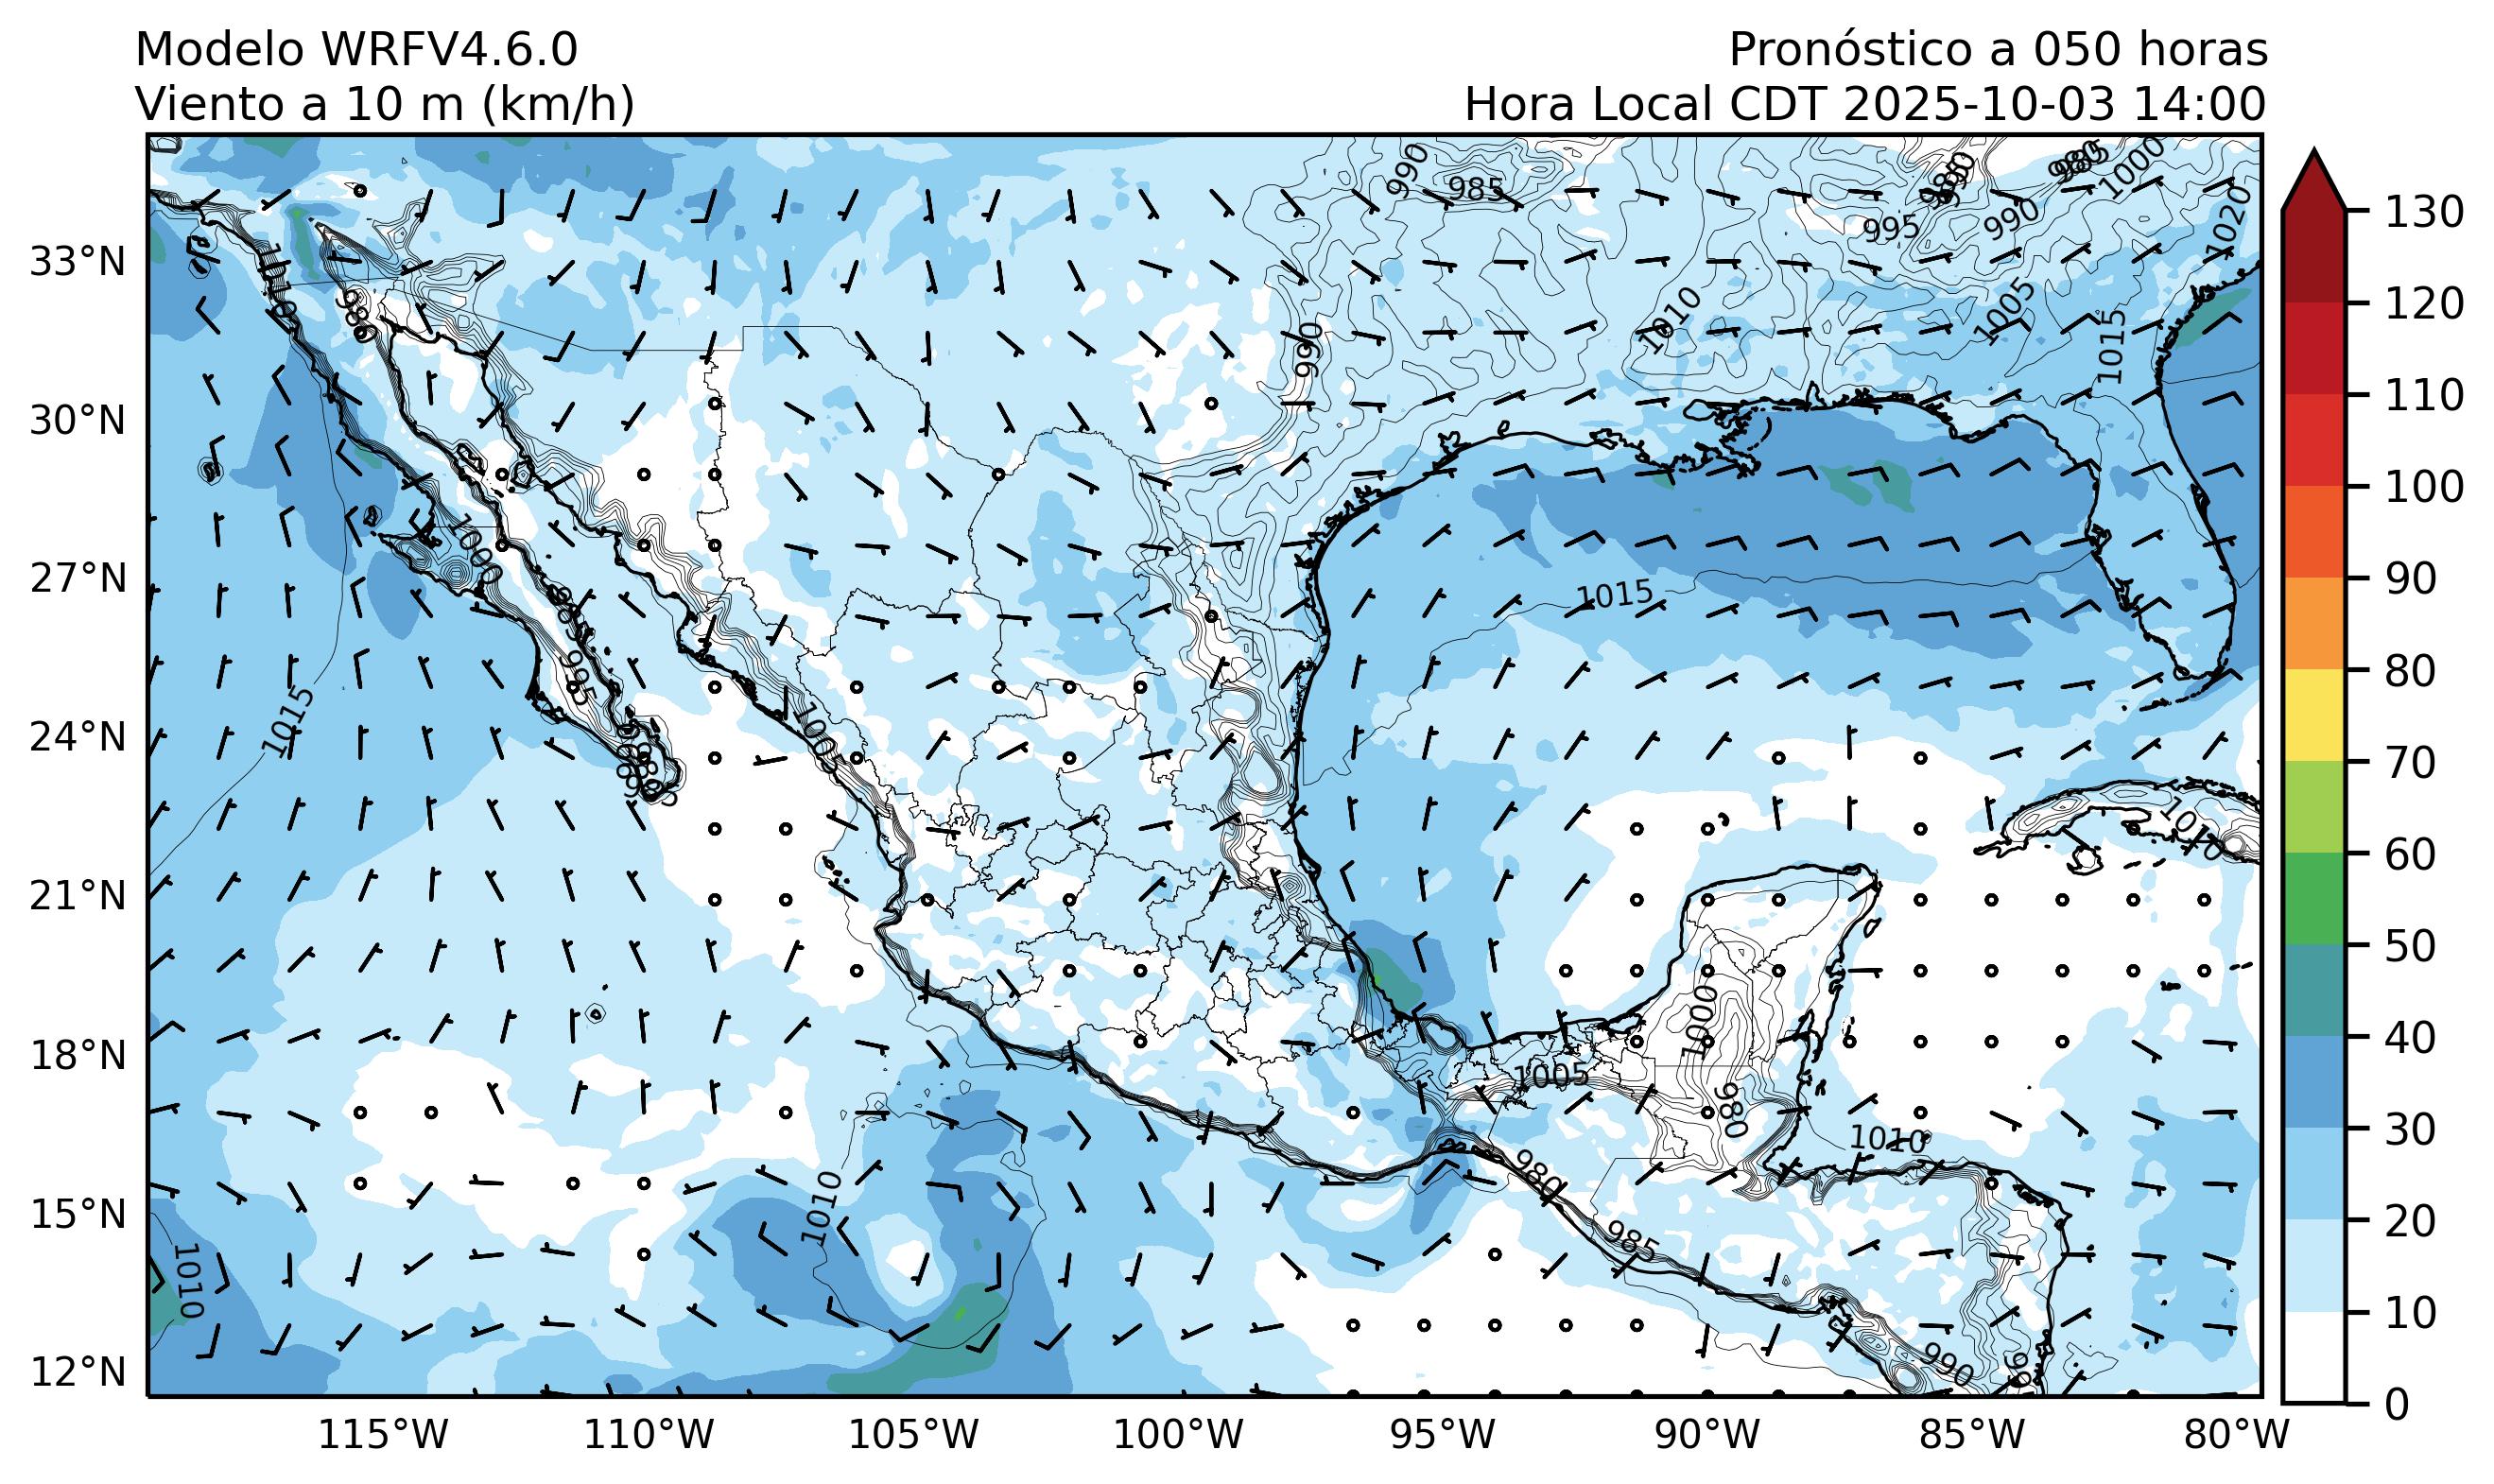 Modelo WRFV4.6.0
Viento a 10 m (km/h)
Pronóstico a 050 horas
Hora Local CDT 2025-10-03 14:00
33°N
30°N
27°N
24°N
21°N
18°N
15°N
12°N
115°W
110°W
105°W
100°W
95°W
90°W
85°W
80°W
130
120
110
100
90
80
70
60
50
40
30
20
10
0
990
985
1000
1020
995
990
1010
1005
1015
990
1010
985
1000
1015
995
1015
1005
1010
1000
1005
980
1010
980
985
1010
1010
990